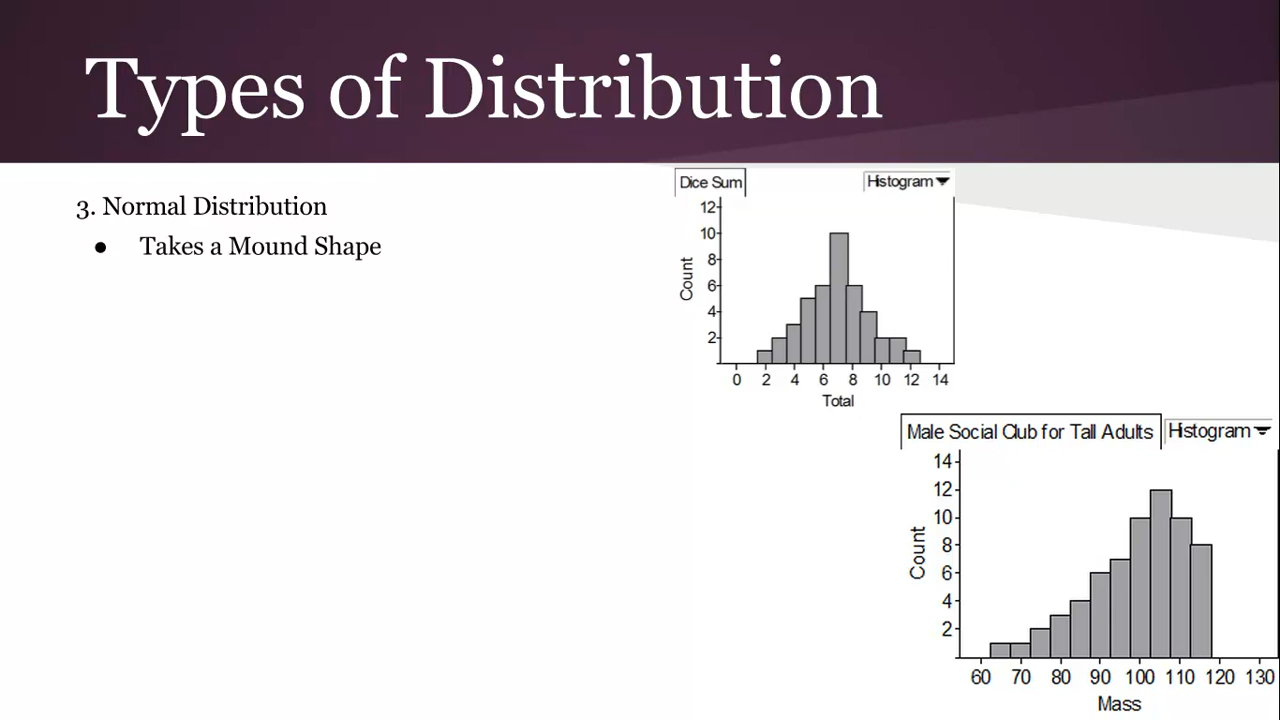 Types of Distribution
3. Normal Distribution
● Takes a Mound Shape
Dice Sum
Histogram
12
10
8
6
4
2
Count
0 2 4 6 8 10 12 14
Total
Male Social Club for Tall Adults
Histogram
14
12
10
8
6
4
2
Count
60 70 80 90 100 110 120 130
Mass